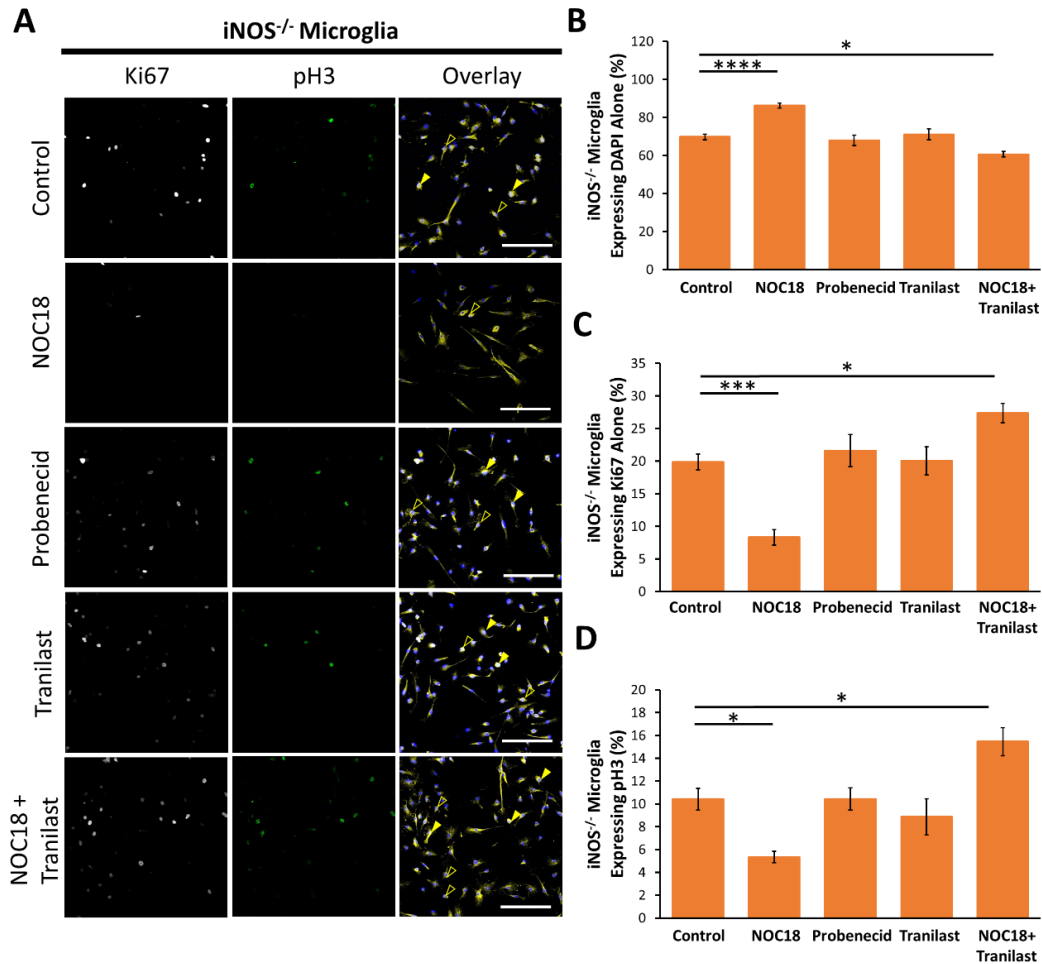 A
iNOS-/- Microglia
Ki67 pH3 Overlay
Control
NOC18
Probenecid
Tranilast
NOC18 +
Tranilast
B
iNOS-/- Microglia
Expressing DAPI Alone (%)
120
100
80
60
40
20
0
*
****
Control NOC18 Probenecid Tranilast NOC18+
Tranilast
C
iNOS-/- Microglia
Expressing Ki67 Alone (%)
35
30
25
20
15
10
5
0
*
***
Control NOC18 Probenecid Tranilast NOC18+
Tranilast
D
iNOS-/- Microglia
Expressing pH3 (%)
20
18
16
14
12
10
8
6
4
2
0
*
*
Control NOC18 Probenecid Tranilast NOC18+
Tranilast